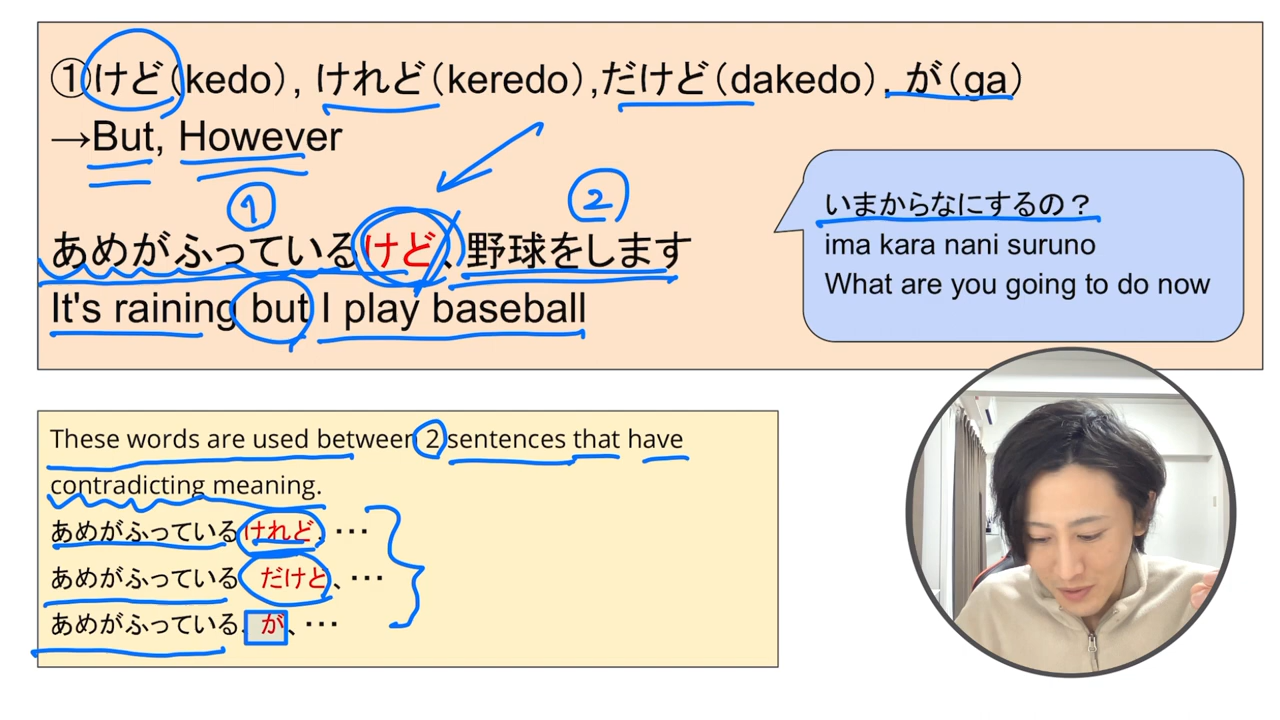 ①けど（kedo）, けれど（keredo）,だけど（dakedo）, が（ga）
→But, However
1
2
あめがふっているけど、野球をします
It's raining but I play baseball
いまからなにするの？
ima kara nani suruno
What are you going to do now
These words are used between 2 sentences that have
contradicting meaning.
あめがふっている けれど、･･･
あめがふっている だけど、･･･
あめがふっている. が、･･･